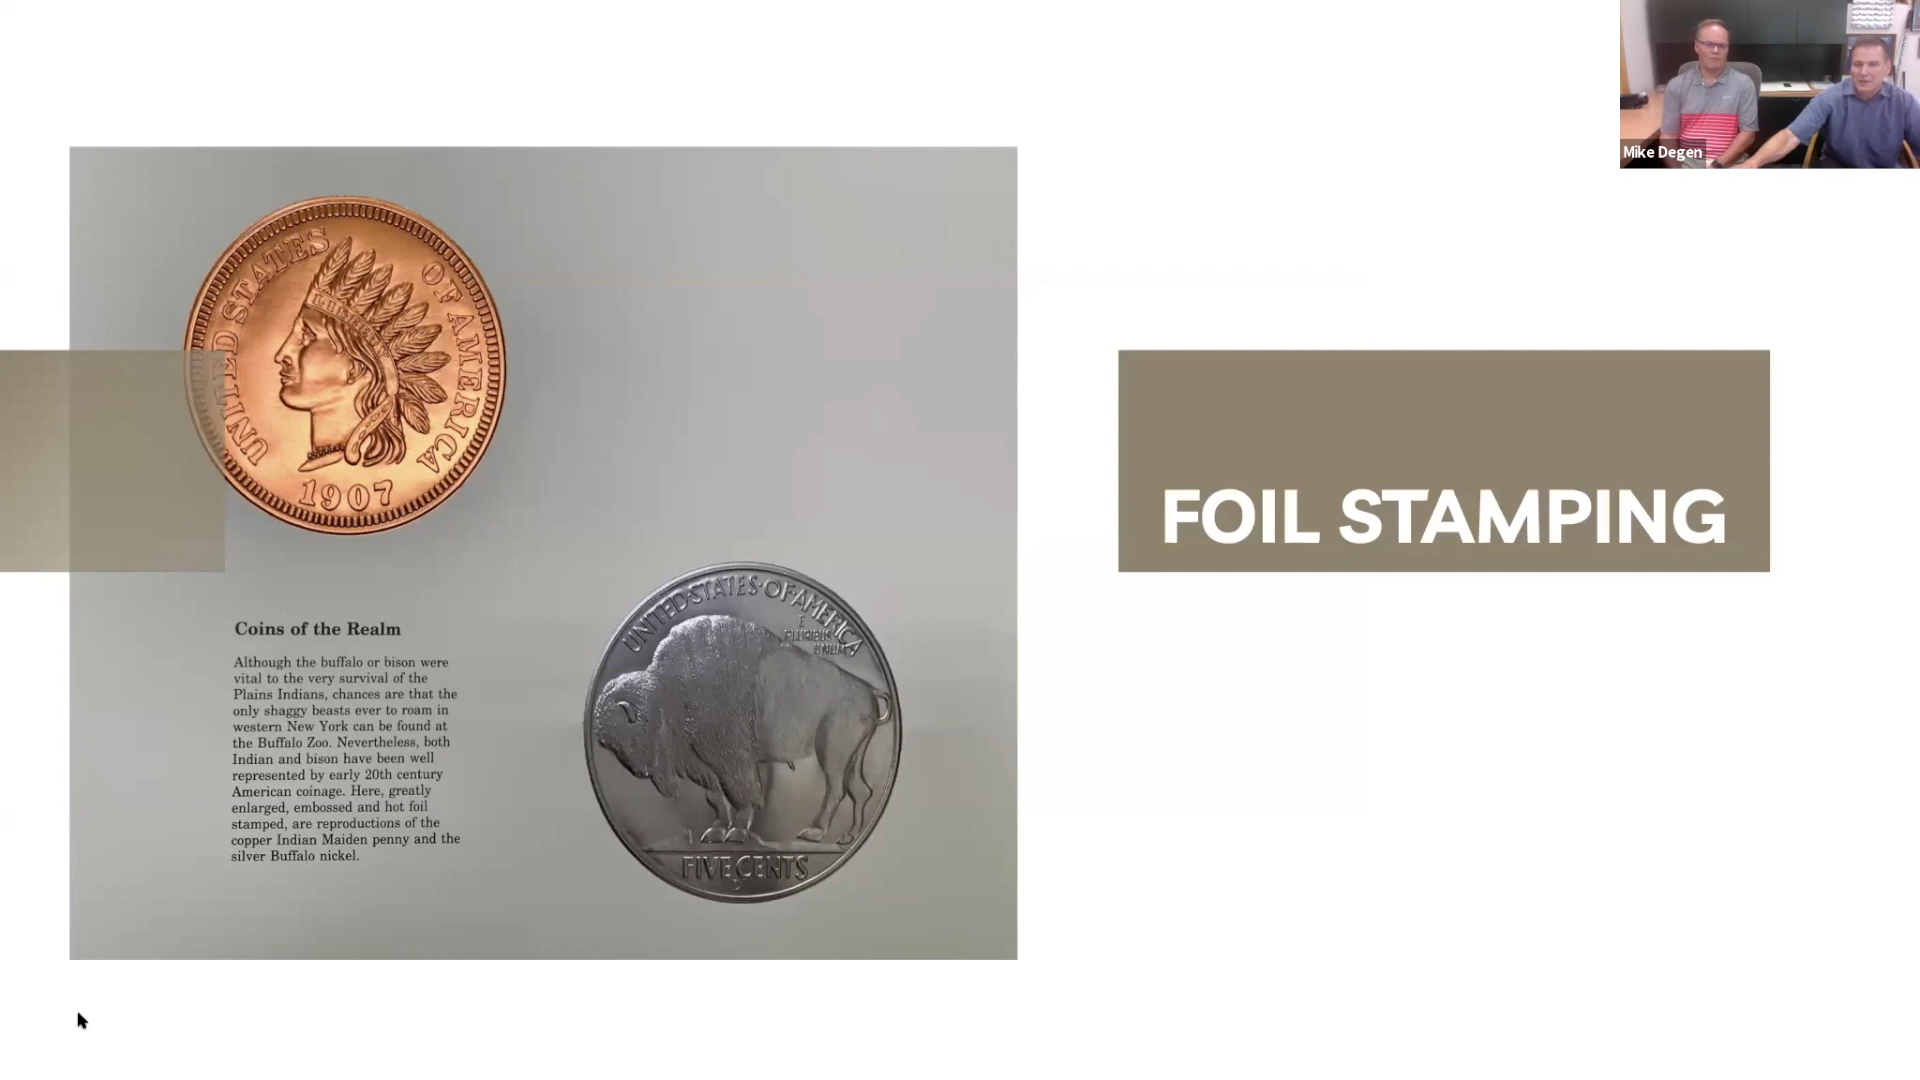 Mike Degen
UNITED STATES OF AMERICA
LIBERTY
1907
FOIL STAMPING
Coins of the Realm
Although the buffalo or bison were
vital to the very survival of the
Plains Indians, chances are that the
only shaggy beasts ever to roam in
western New York can be found at
the Buffalo Zoo. Nevertheless, both
Indian and bison have been well
represented by early 20th century
American coinage. Here, greatly
enlarged, embossed and hot foil
stamped, are reproductions of the
copper Indian Maiden penny and the
silver Buffalo nickel.
UNITED·STATES·OF·AMERICA
E
PLURIBUS
UNUM
FIVE CENTS
D